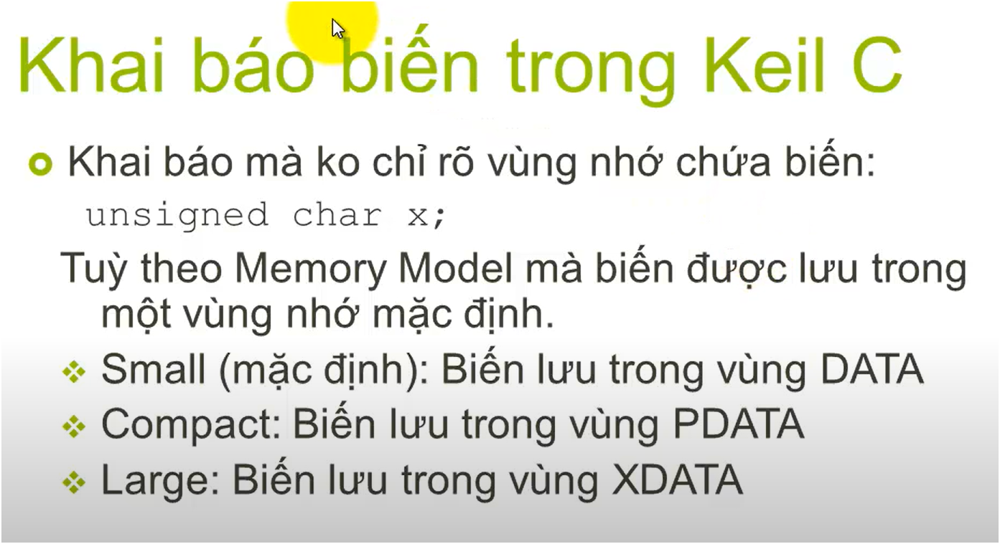 Khai báo biến trong Keil C
Khai báo mà ko chỉ rõ vùng nhớ chứa biến:
unsigned char x;
Tuỳ theo Memory Model mà biến được lưu trong
một vùng nhớ mặc định.
Small (mặc định): Biến lưu trong vùng DATA
Compact: Biến lưu trong vùng PDATA
Large: Biến lưu trong vùng XDATA